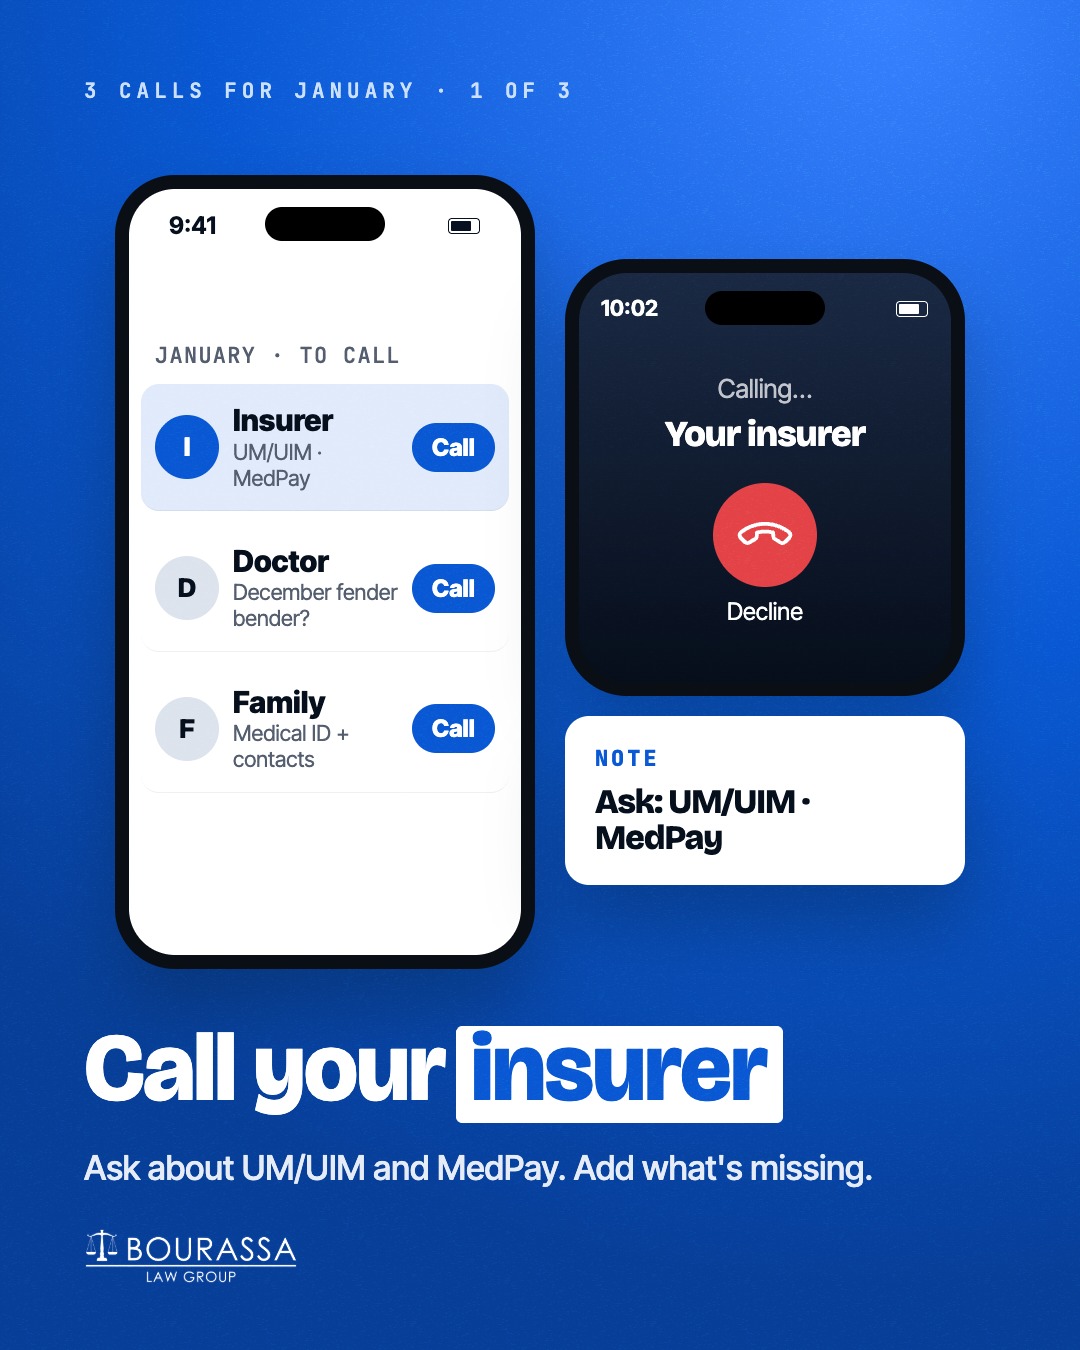 3 CALLS FOR JANUARY · 1 OF 3
9:41
JANUARY · TO CALL
I
Insurer
UM/UIM ·
MedPay
Call
D
Doctor
December fender
bender?
Call
F
Family
Medical ID +
contacts
Call
10:02
Calling...
Your insurer
Decline
NOTE
Ask: UM/UIM ·
MedPay
Call your insurer
Ask about UM/UIM and MedPay. Add what's missing.
BOURASSA
LAW GROUP